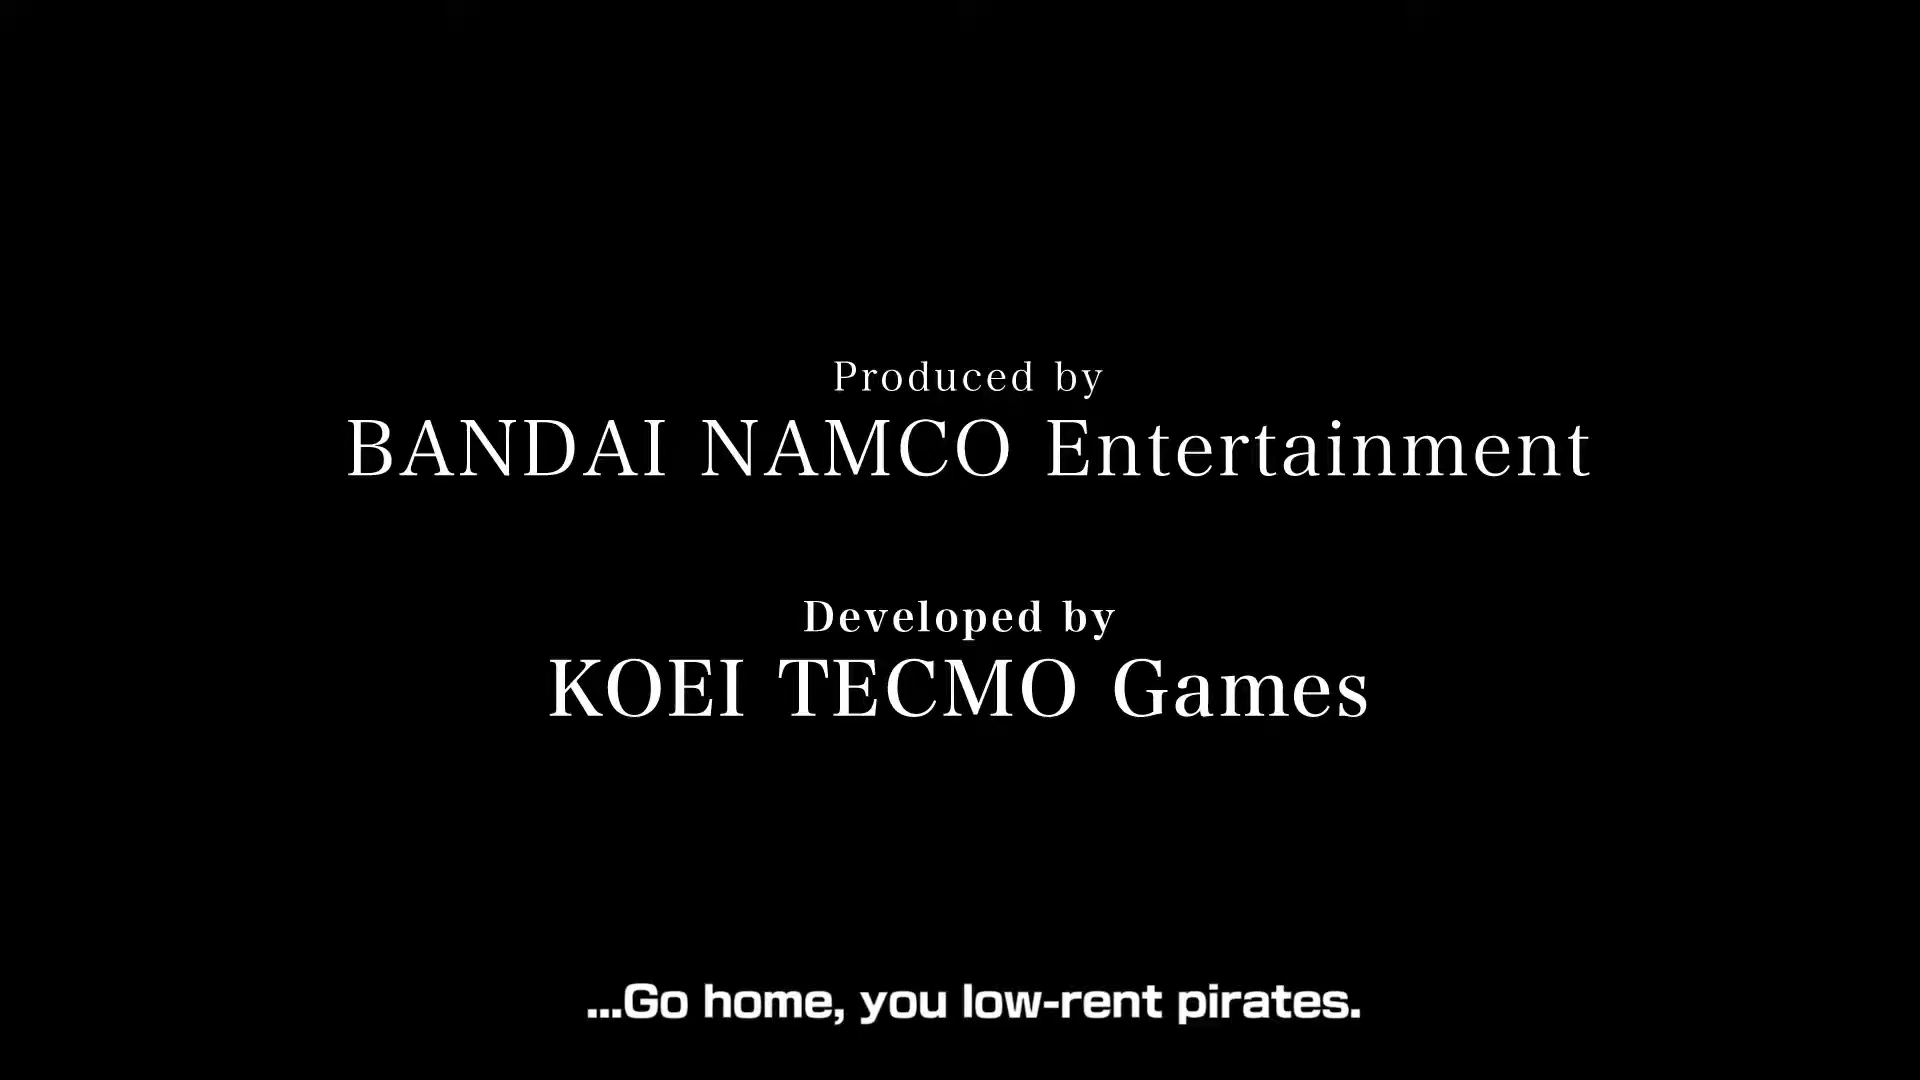 Produced by
BANDAI NAMCO Entertainment
Developed by
KOEI TECMO Games
...Go home, you low-rent pirates.